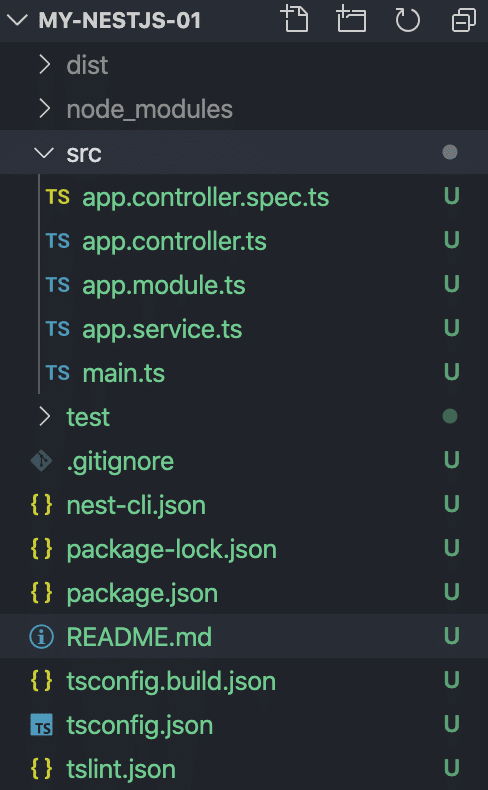 MY-NESTJS-01
dist
node_modules
src
TS app.controller.spec.ts U
TS app.controller.ts U
TS app.module.ts U
TS app.service.ts U
TS main.ts U
test
.gitignore U
{} nest-cli.json U
{} package-lock.json U
{} package.json U
README.md U
{} tsconfig.build.json U
TS tsconfig.json U
{} tslint.json U